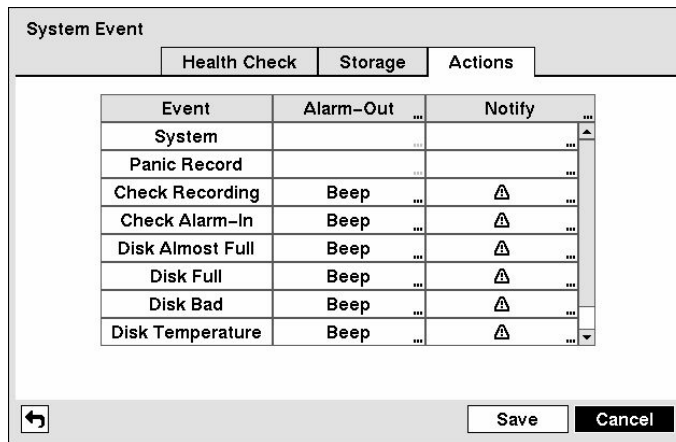 System Event
Health Check Storage Actions
Event Alarm-Out ... Notify ...
System ... ...
Panic Record ... ...
Check Recording Beep ... ...
Check Alarm-In Beep ... ...
Disk Almost Full Beep ... ...
Disk Full Beep ... ...
Disk Bad Beep ... ...
Disk Temperature Beep ... ...
Save Cancel